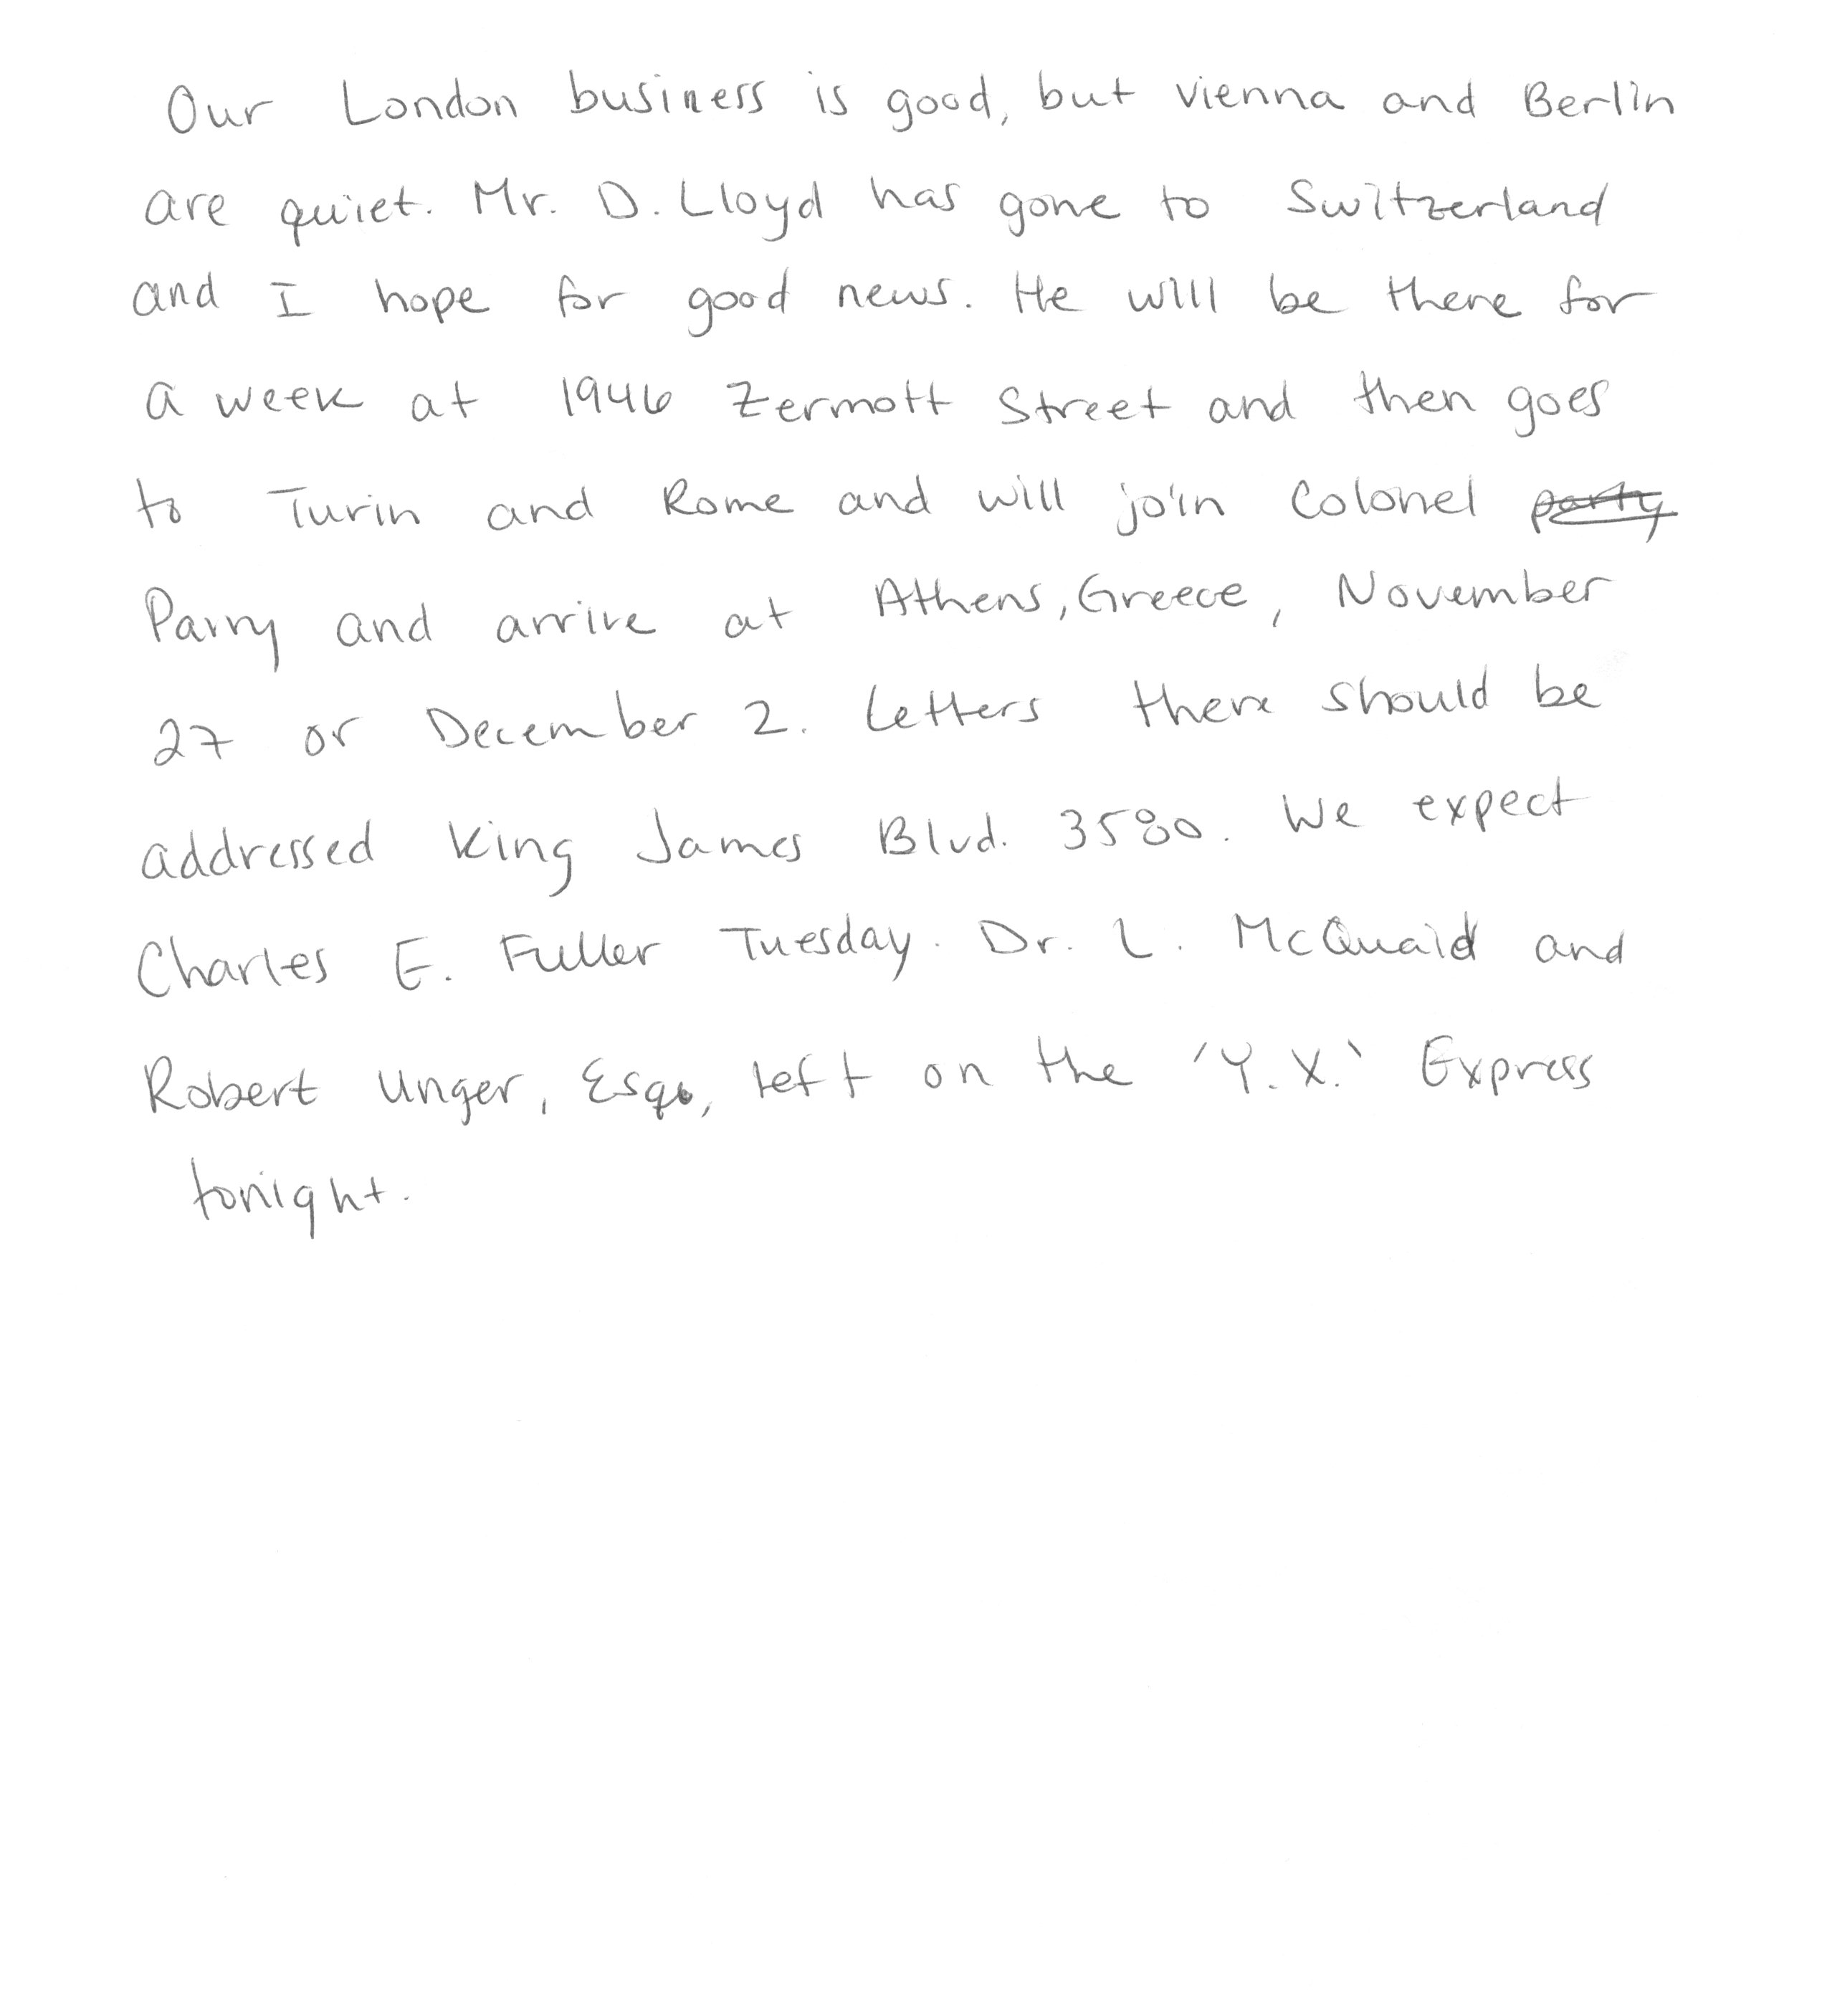 Our London business is good, but Vienna and Berlin
are quiet. Mr. D. Lloyd has gone to Switzerland
and I hope for good news. He will be there for
a week at 1946 Zermott Street and then goes
to Turin and Rome and will join Colonel party
Parry and arrive at Athens, Greece, November
27 or December 2. Letters there should be
addressed King James Blvd. 3580. We expect
Charles E. Fuller Tuesday. Dr. L. McQuaid and
Robert Unger, Esq., left on the 'Y.X.' Express
tonight.